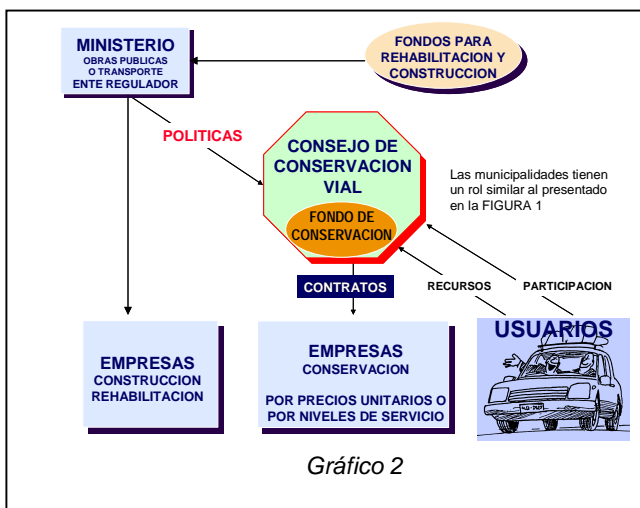 MINISTERIO
OBRAS PUBLICAS
O TRANSPORTE
ENTE REGULADOR
FONDOS PARA
REHABILITACION Y
CONSTRUCCION
POLITICAS
CONSEJO DE
CONSERVACION
VIAL
FONDO DE
CONSERVACION
Las municipalidades tienen
un rol similar al presentado
en la FIGURA 1
CONTRATOS
RECURSOS
PARTICIPACION
EMPRESAS
CONSTRUCCION
REHABILITACION
EMPRESAS
CONSERVACION
POR PRECIOS UNITARIOS O
POR NIVELES DE SERVICIO
USUARIOS
Gráfico 2